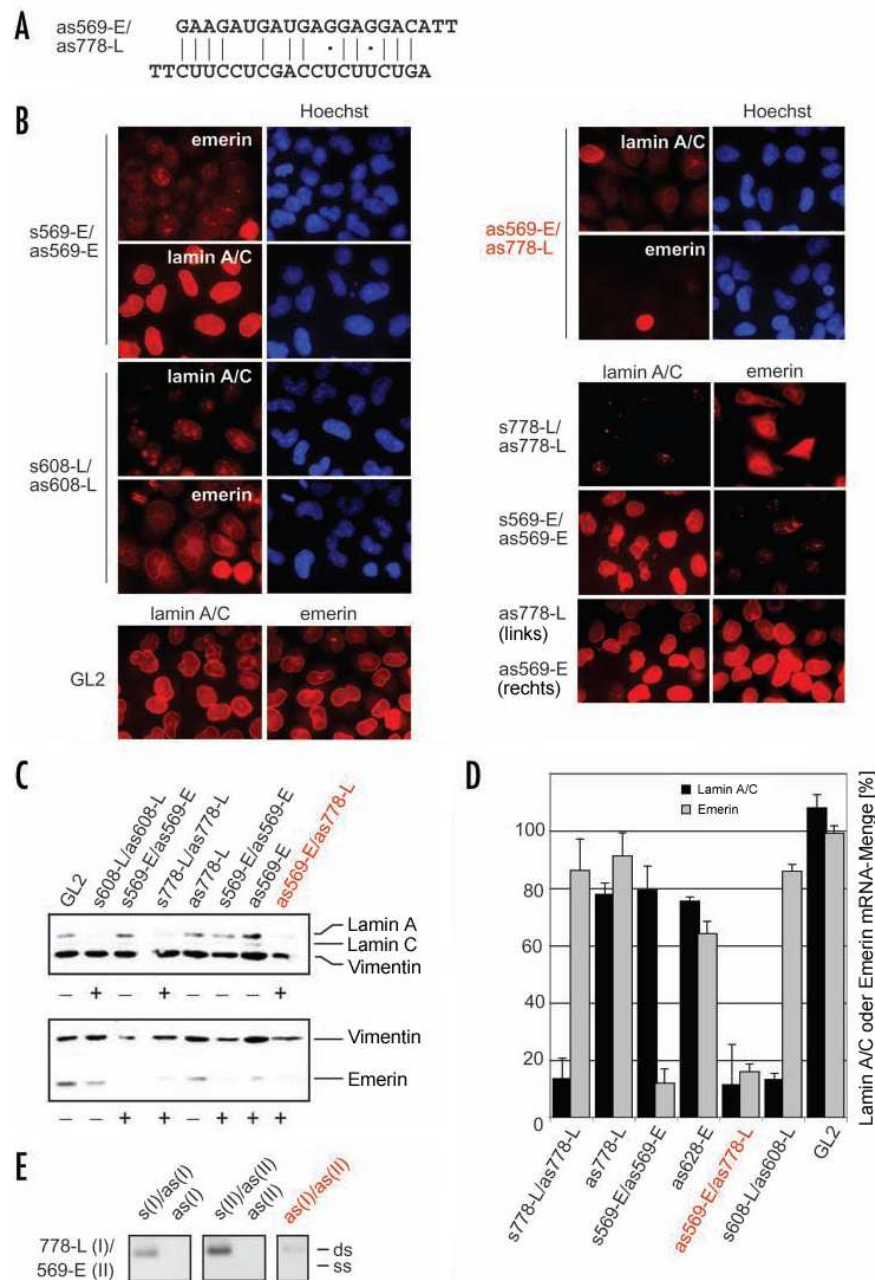 A
as569-E/
as778-L
GAAGAUGAUGAGGAGGACATT
TTCUUCCUCGACCUCUUCUGA
B
Hoechst
emerin
s569-E/
as569-E
lamin A/C
lamin A/C
s608-L/
as608-L
emerin
lamin A/C emerin
GL2
Hoechst
lamin A/C
as569-E/
as778-L
emerin
lamin A/C emerin
s778-L/
as778-L
s569-E/
as569-E
as778-L
(links)
as569-E
(rechts)
C
GL2
s608-L/as608-L
s569-E/as569-E
s778-L/as778-L
as778-L
s569-E/as569-E
as569-E
as569-E/as778-L
Lamin A
Lamin C
Vimentin
– + – + – – – +
Vimentin
Emerin
– – + + – + + +
D
Lamin A/C
Emerin
100
80
60
40
20
0
Lamin A/C oder Emerin mRNA-Menge [%]
s778-L/as778-L
as778-L
s569-E/as569-E
as628-E
as569-E/as778-L
s608-L/as608-L
GL2
E
s(I)/as(I)
as(I)
s(II)/as(II)
as(II)
as(I)/as(II)
778-L (I)/
569-E (II)
ds
ss